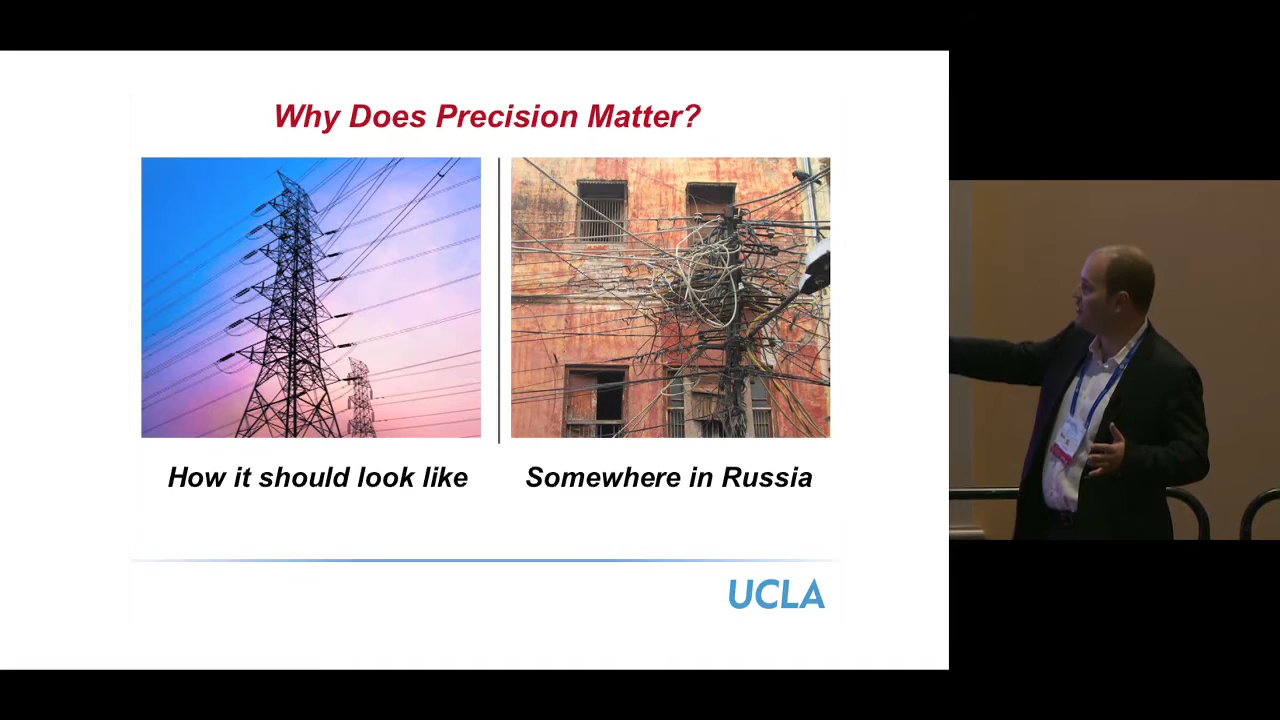 Why Does Precision Matter?
How it should look like
Somewhere in Russia
UCLA